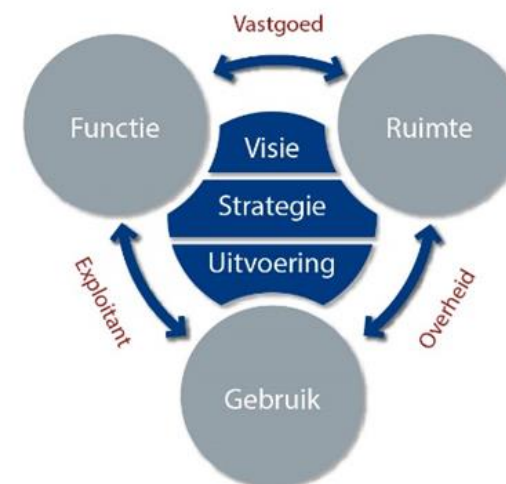 Vastgoed
Functie
Ruimte
Visie
Strategie
Uitvoering
Exploitant
Overheid
Gebruik